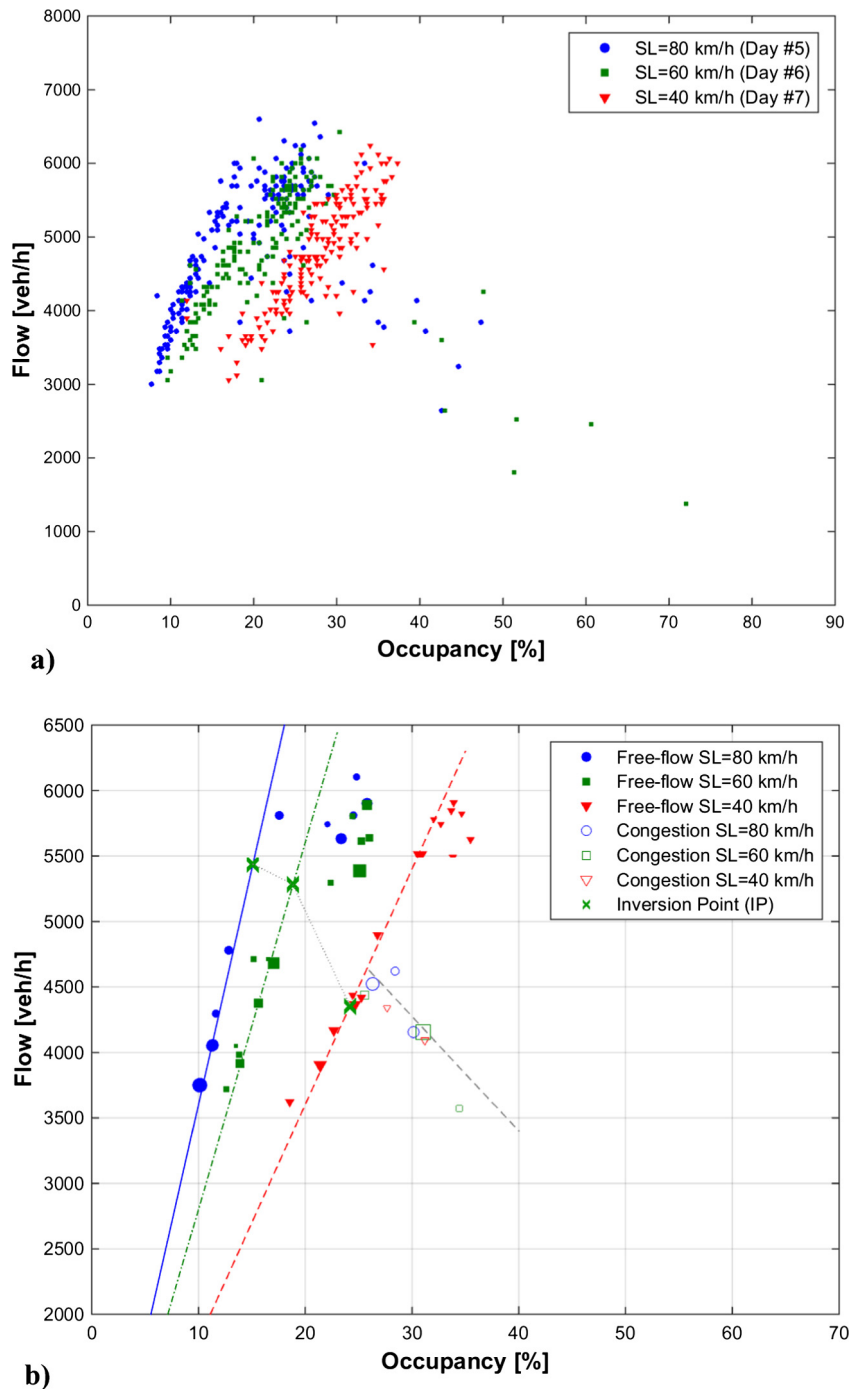 8000
7000
6000
5000
4000
3000
2000
1000
0
Flow [veh/h]
SL=80 km/h (Day #5)
SL=60 km/h (Day #6)
SL=40 km/h (Day #7)
0 10 20 30 40 50 60 70 80 90
Occupancy [%]
a)
6500
6000
5500
5000
4500
4000
3500
3000
2500
2000
Flow [veh/h]
Free-flow SL=80 km/h
Free-flow SL=60 km/h
Free-flow SL=40 km/h
Congestion SL=80 km/h
Congestion SL=60 km/h
Congestion SL=40 km/h
Inversion Point (IP)
0 10 20 30 40 50 60 70
Occupancy [%]
b)